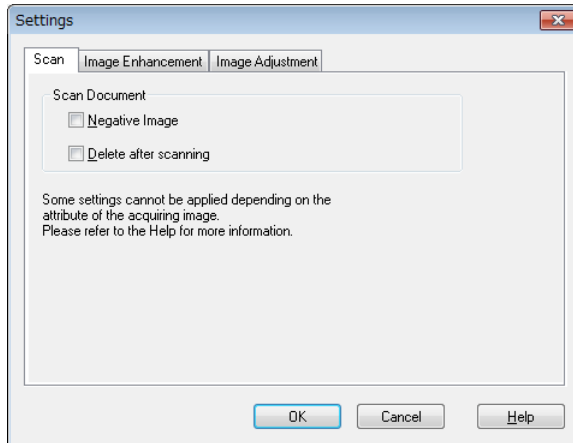 Settings
Scan Image Enhancement Image Adjustment
Scan Document
Negative Image
Delete after scanning
Some settings cannot be applied depending on the
attribute of the acquiring image.
Please refer to the Help for more information.
OK Cancel Help